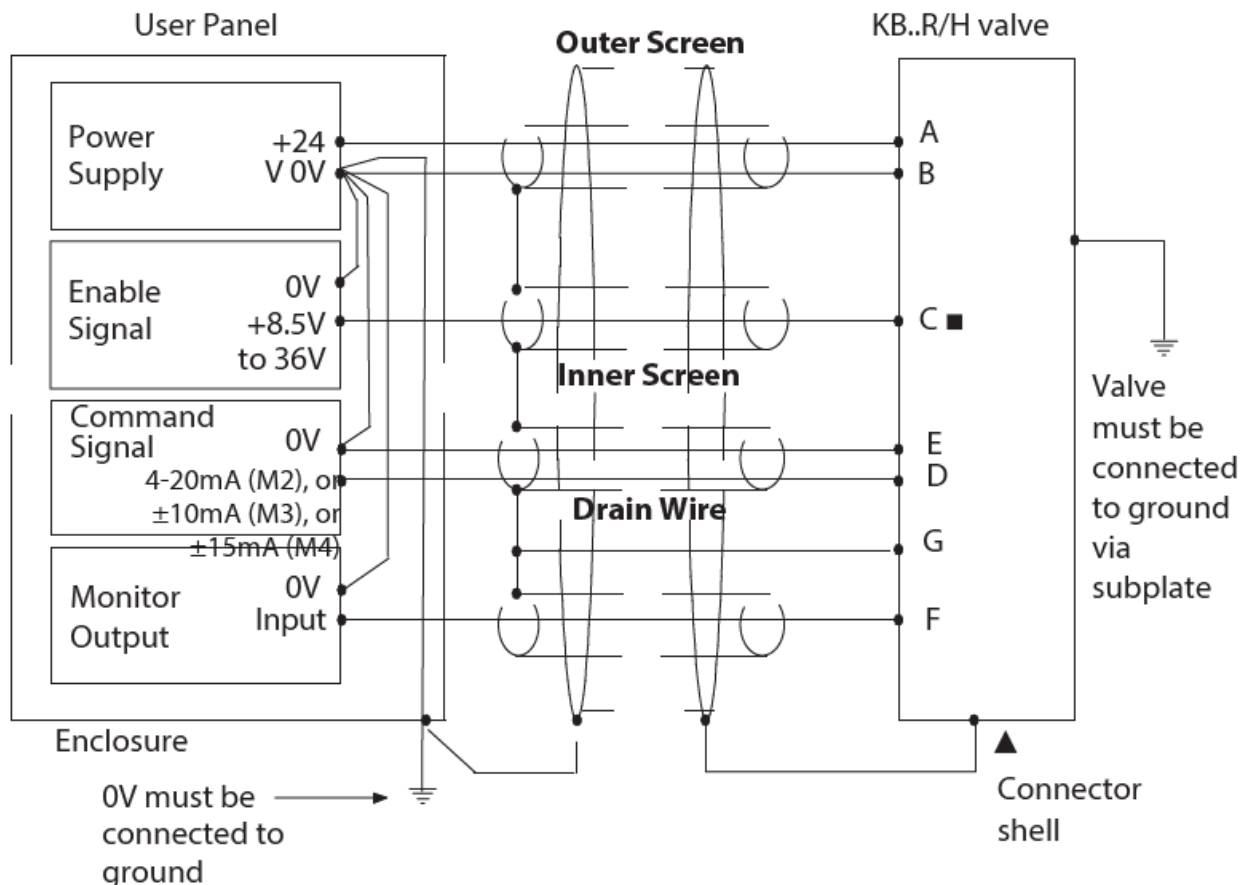 User Panel
Outer Screen
KB..R/H valve
Power
Supply
+24
V 0V
A
B
Enable
Signal
0V
+8.5V
to 36V
C ■
Inner Screen
Command
Signal
0V
4-20mA (M2), or
±10mA (M3), or
±15mA (M4)
E
D
Drain Wire
G
Monitor
Output
0V
Input
F
Valve
must be
connected
to ground
via
subplate
Enclosure
0V must be
connected to
ground
▲
Connector
shell